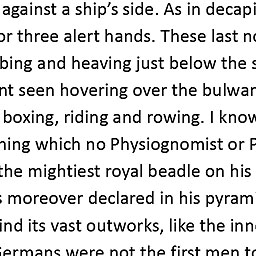 against a ship's side. As in decapi
or three alert hands. These last no
bing and heaving just below the s
nt seen hovering over the bulwar
boxing, riding and rowing. I know
ning which no Physiognomist or P
the mightiest royal beadle on his
s moreover declared in his pyram
ind its vast outworks, like the inn
Germans were not the first men to